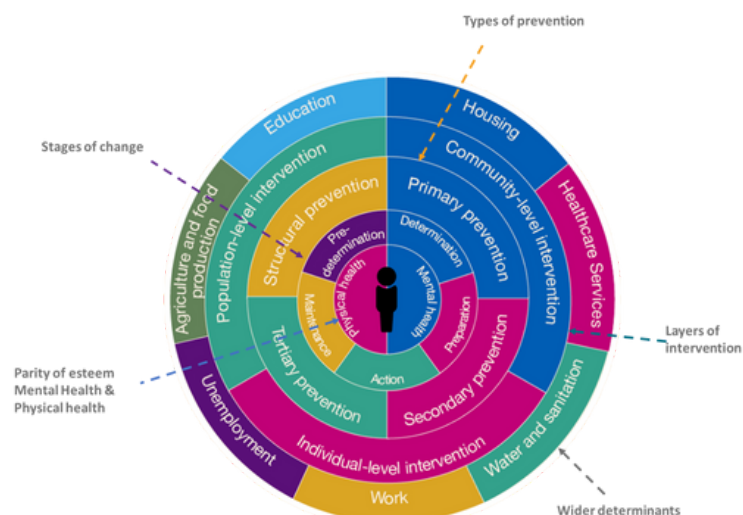 Types of prevention
Education
Housing
Stages of change
Population-level intervention
Community-level intervention
Structural prevention
Primary prevention
Healthcare Services
Agriculture and food
production
Pre-
determination
Determination
Physical health
Mental health
Maintenance
Preparation
Action
Layers of
intervention
Parity of esteem
Mental Health &
Physical health
Tertiary prevention
Secondary prevention
Unemployment
Individual-level intervention
Water and sanitation
Work
Wider determinants